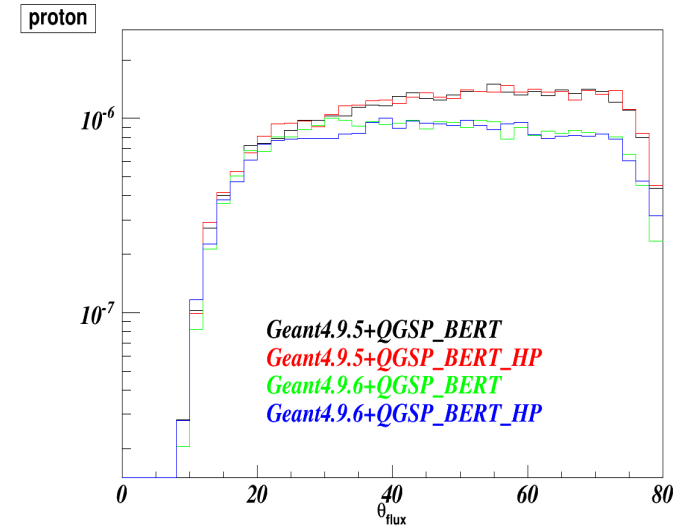 proton
10⁻⁶
10⁻⁷
Geant4.9.5+QGSP_BERT
Geant4.9.5+QGSP_BERT_HP
Geant4.9.6+QGSP_BERT
Geant4.9.6+QGSP_BERT_HP
0 20 40 60 80
θflux